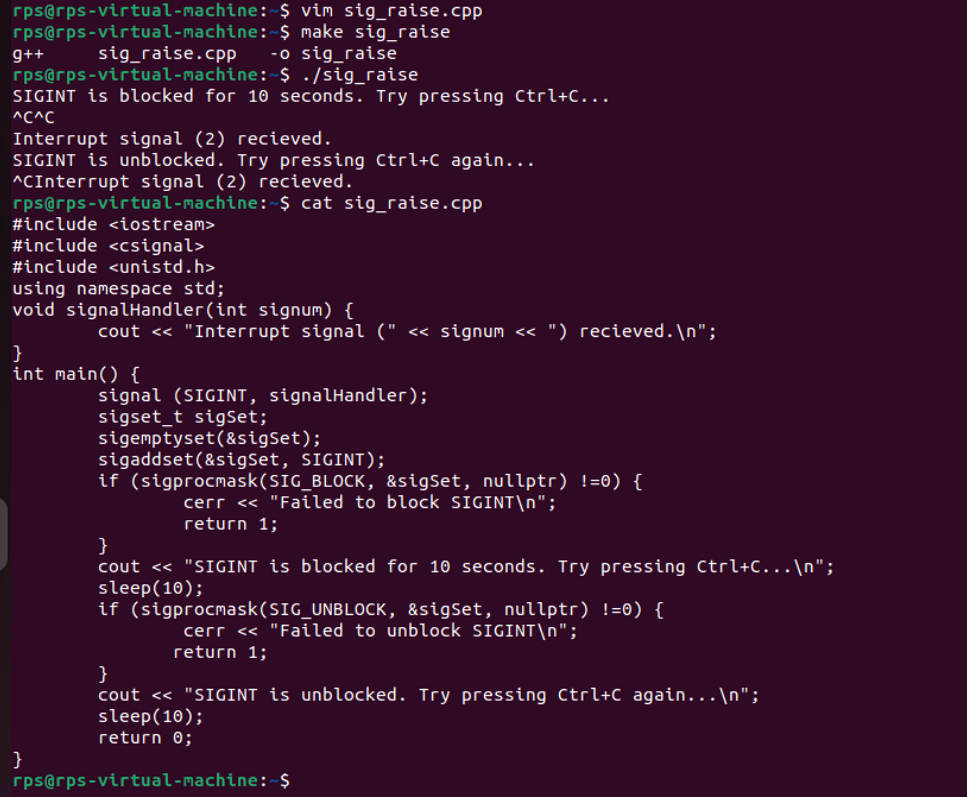 rps@rps-virtual-machine:~$ vim sig_raise.cpp
rps@rps-virtual-machine:~$ make sig_raise
g++     sig_raise.cpp   -o sig_raise
rps@rps-virtual-machine:~$ ./sig_raise
SIGINT is blocked for 10 seconds. Try pressing Ctrl+C...
^C^C
Interrupt signal (2) recieved.
SIGINT is unblocked. Try pressing Ctrl+C again...
^CInterrupt signal (2) recieved.
rps@rps-virtual-machine:~$ cat sig_raise.cpp
#include <iostream>
#include <csignal>
#include <unistd.h>
using namespace std;
void signalHandler(int signum) {
        cout << "Interrupt signal (" << signum << ") recieved.\n";
}
int main() {
        signal (SIGINT, signalHandler);
        sigset_t sigSet;
        sigemptyset(&sigSet);
        sigaddset(&sigSet, SIGINT);
        if (sigprocmask(SIG_BLOCK, &sigSet, nullptr) !=0) {
                cerr << "Failed to block SIGINT\n";
                return 1;
        }
        cout << "SIGINT is blocked for 10 seconds. Try pressing Ctrl+C...\n";
        sleep(10);
        if (sigprocmask(SIG_UNBLOCK, &sigSet, nullptr) !=0) {
                cerr << "Failed to unblock SIGINT\n";
               return 1;
        }
        cout << "SIGINT is unblocked. Try pressing Ctrl+C again...\n";
        sleep(10);
        return 0;
}
rps@rps-virtual-machine:~$